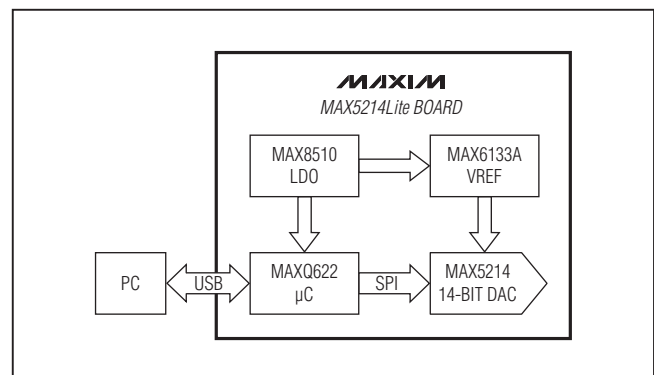 MAXIM
MAX5214Lite BOARD
MAX8510
LDO
MAX6133A
VREF
PC
USB
MAXQ622
µC
SPI
MAX5214
14-BIT DAC